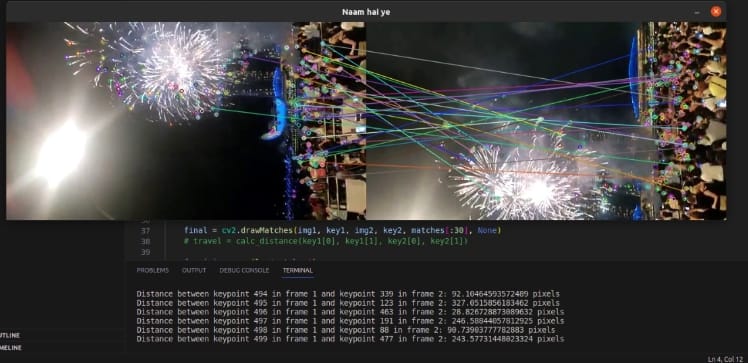 Naam hai ye
37 final = cv2.drawMatches(img1, key1, img2, key2, matches[:30], None)
38 # travel = calc_distance(key1[0], key1[1], key2[0], key2[1])
39
PROBLEMS OUTPUT DEBUG CONSOLE TERMINAL
Distance between keypoint 494 in frame 1 and keypoint 339 in frame 2: 92.10464593572409 pixels
Distance between keypoint 495 in frame 1 and keypoint 123 in frame 2: 327.0515856183462 pixels
Distance between keypoint 496 in frame 1 and keypoint 463 in frame 2: 28.826728873089632 pixels
Distance between keypoint 497 in frame 1 and keypoint 191 in frame 2: 246.58844057812925 pixels
Distance between keypoint 498 in frame 1 and keypoint 88 in frame 2: 90.73903777782883 pixels
Distance between keypoint 499 in frame 1 and keypoint 477 in frame 2: 243.57731448023324 pixels
UTLINE
MELINE
Ln 4, Col 12